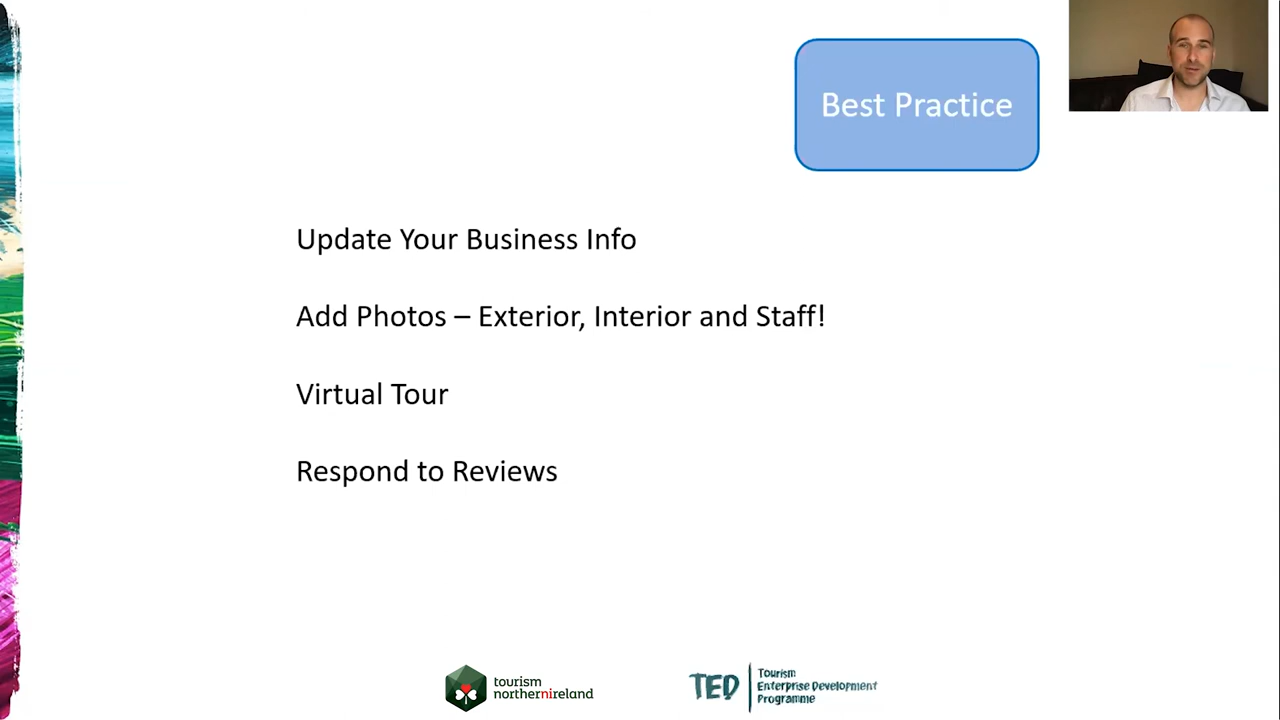 Best Practice
Update Your Business Info
Add Photos – Exterior, Interior and Staff!
Virtual Tour
Respond to Reviews
tourism
northernireland
TED
Tourism
Enterprise Development
Programme